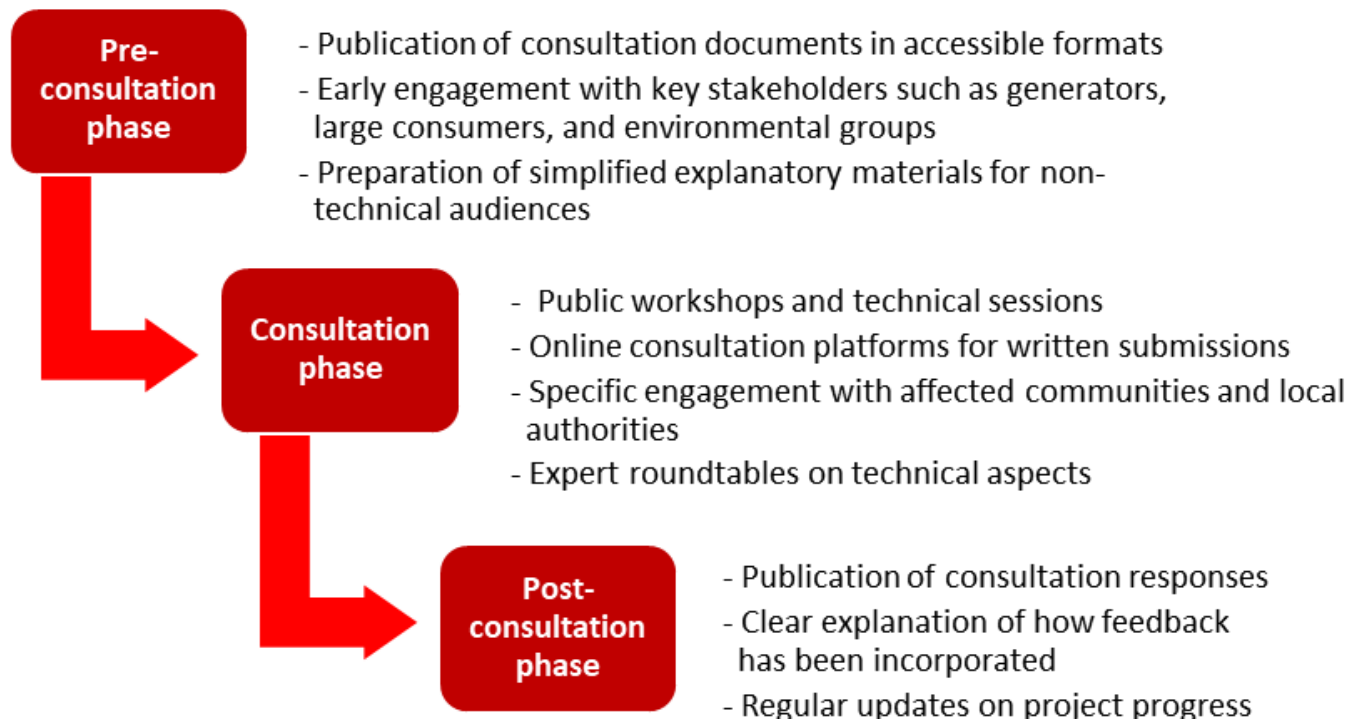 Pre-
consultation
phase
- Publication of consultation documents in accessible formats
- Early engagement with key stakeholders such as generators,
large consumers, and environmental groups
- Preparation of simplified explanatory materials for non-
technical audiences
Consultation
phase
- Public workshops and technical sessions
- Online consultation platforms for written submissions
- Specific engagement with affected communities and local
authorities
- Expert roundtables on technical aspects
Post-
consultation
phase
- Publication of consultation responses
- Clear explanation of how feedback
has been incorporated
- Regular updates on project progress